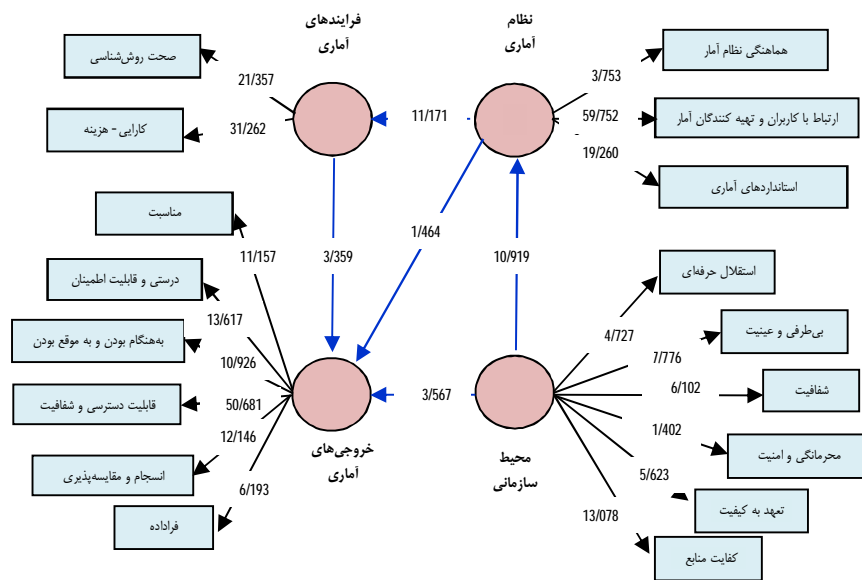 نظام
آماری
فرایندهای
آماری
هماهنگی نظام آمار
ارتباط با کاربران و تهیه کنندگان آمار
استانداردهای آماری
3/753
59/752
19/260
صحت روش‌شناسی
کارایی - هزینه
21/357
31/262
11/171
1/464
3/359
10/919
3/567
مناسبت
درستی و قابلیت اطمینان
به‌هنگام بودن و به موقع بودن
قابلیت دسترسی و شفافیت
انسجام و مقایسه‌پذیری
فراداده
11/157
13/617
10/926
50/681
12/146
6/193
خروجی‌های
آماری
محیط
سازمانی
استقلال حرفه‌ای
بی‌طرفی و عینیت
شفافیت
محرمانگی و امنیت
تعهد به کیفیت
کفایت منابع
4/727
7/776
6/102
1/402
5/623
13/078